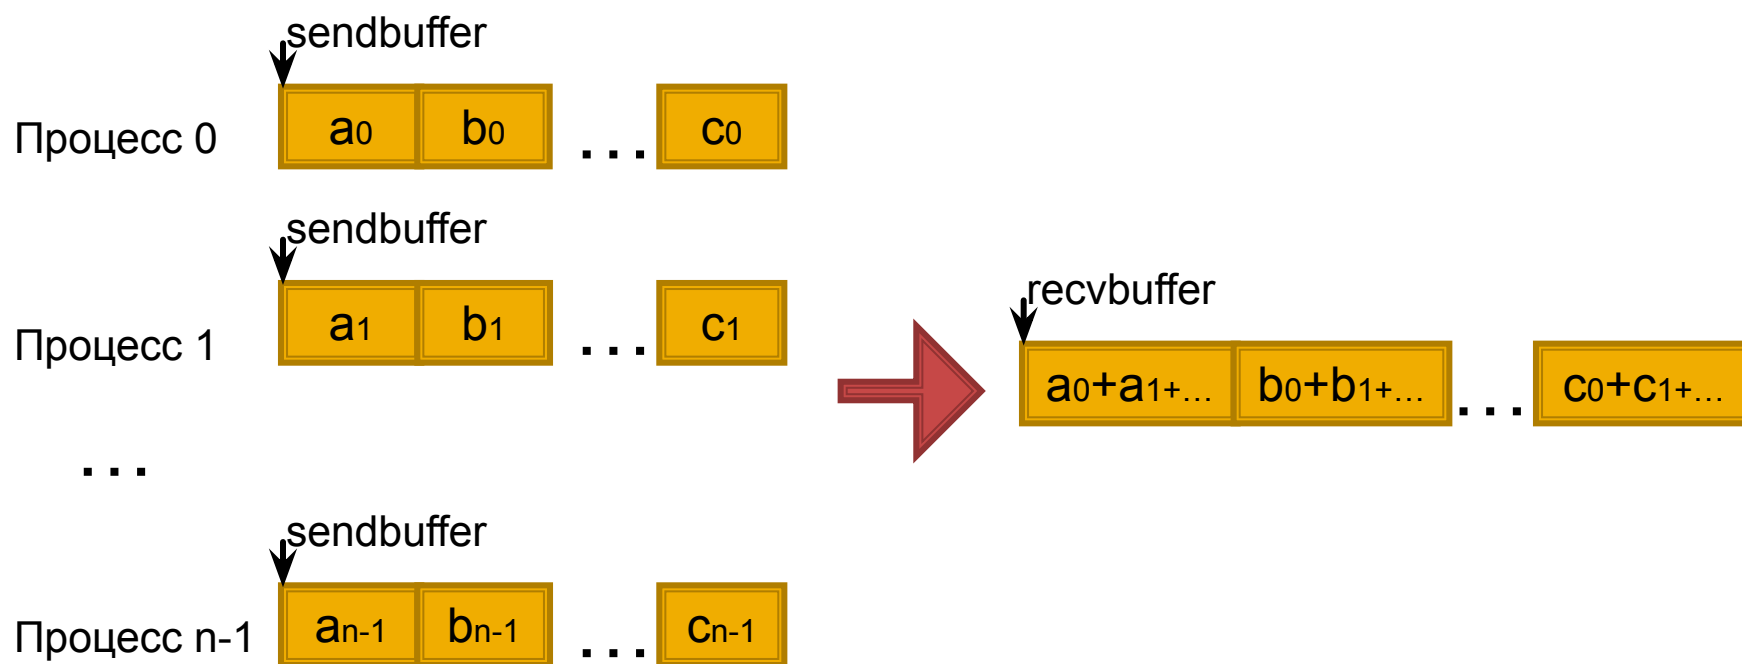 sendbuffer
Процесс 0 a0 b0 ... c0
sendbuffer
Процесс 1 a1 b1 ... c1
recvbuffer
a0+a1+... b0+b1+... ... c0+c1+...
...
sendbuffer
Процесс n-1 an-1 bn-1 ... cn-1